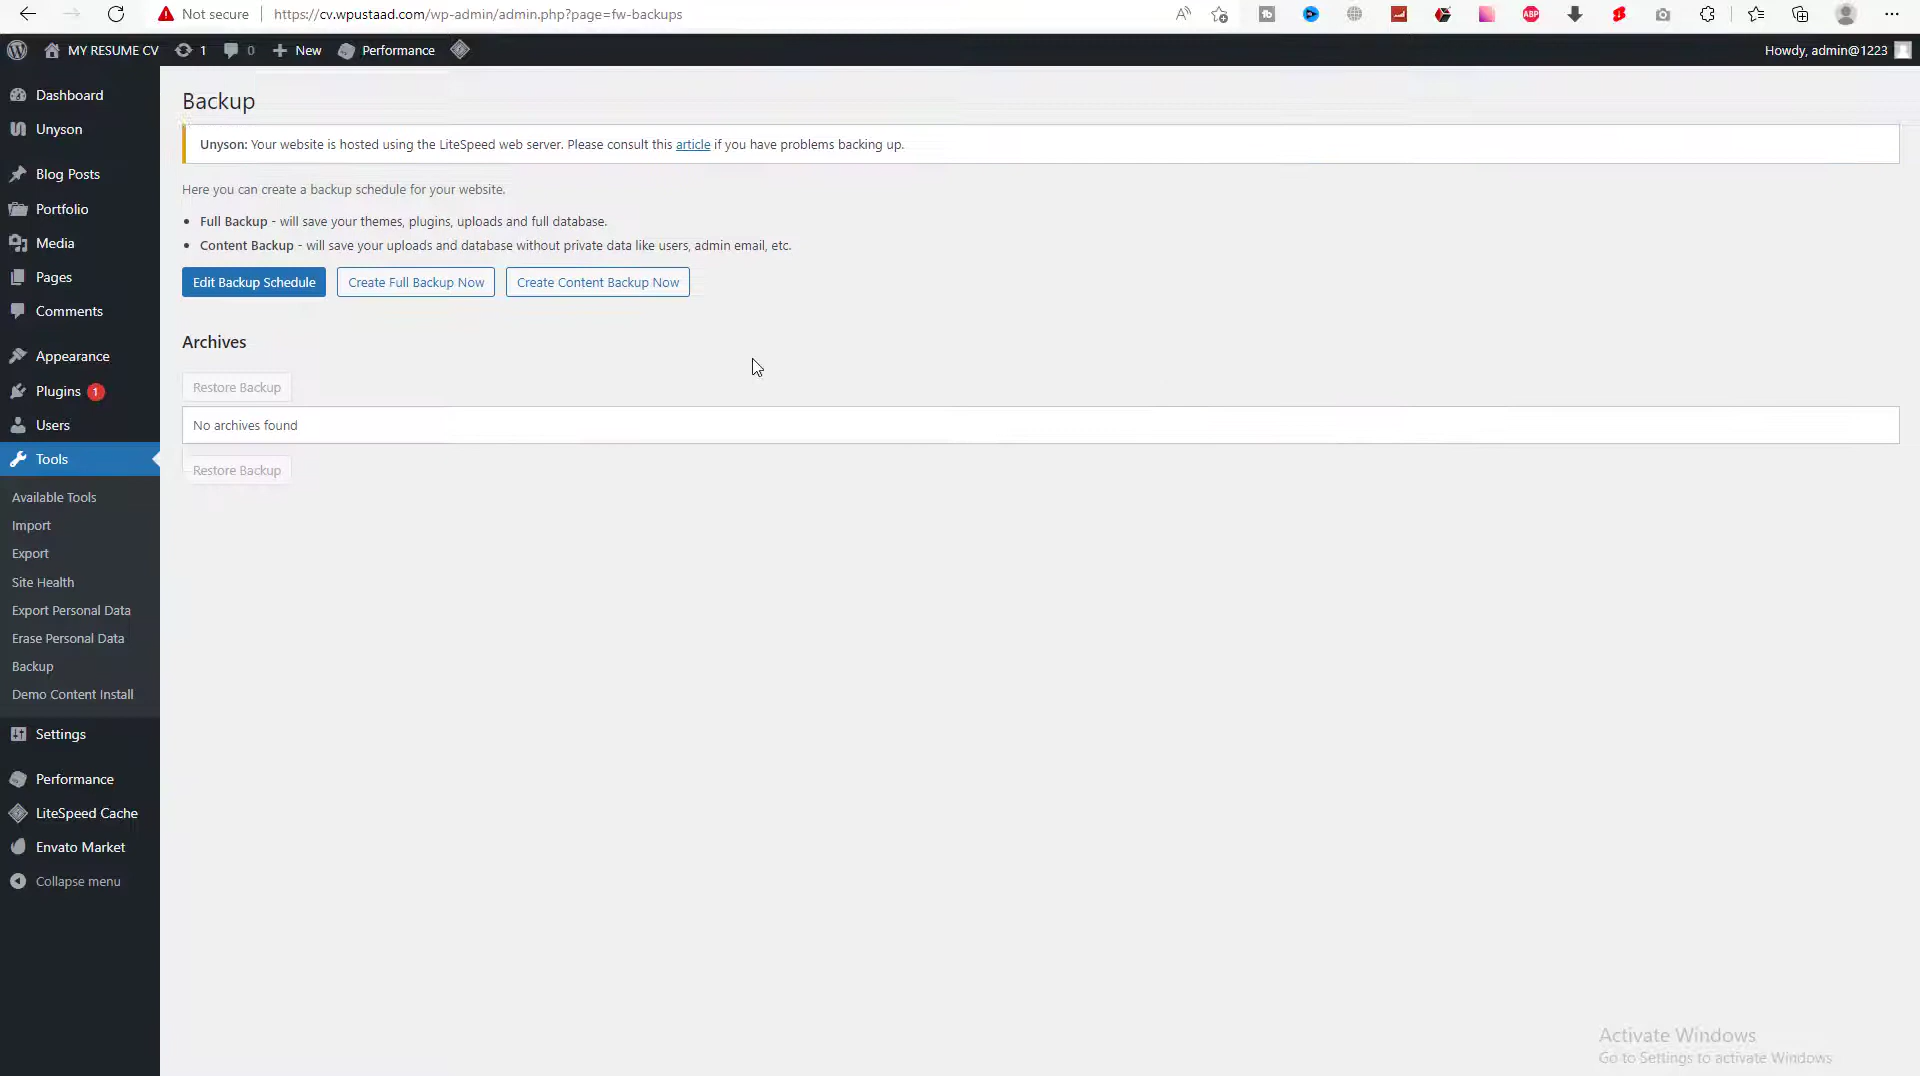 Not secure
https://cv.wpustaad.com/wp-admin/admin.php?page=fw-backups
MY RESUME CV 1 0 New Performance
Howdy, admin@1223
Dashboard
Unyson
Blog Posts
Portfolio
Media
Pages
Comments
Appearance
Plugins 1
Users
Tools
Available Tools
Import
Export
Site Health
Export Personal Data
Erase Personal Data
Backup
Demo Content Install
Settings
Performance
LiteSpeed Cache
Envato Market
Collapse menu
Backup
Unyson: Your website is hosted using the LiteSpeed web server. Please consult this article if you have problems backing up.
Here you can create a backup schedule for your website.
Full Backup - will save your themes, plugins, uploads and full database.
Content Backup - will save your uploads and database without private data like users, admin email, etc.
Edit Backup Schedule Create Full Backup Now Create Content Backup Now
Archives
Restore Backup
No archives found
Restore Backup
Activate Windows
Go to Settings to activate Windows
ABP